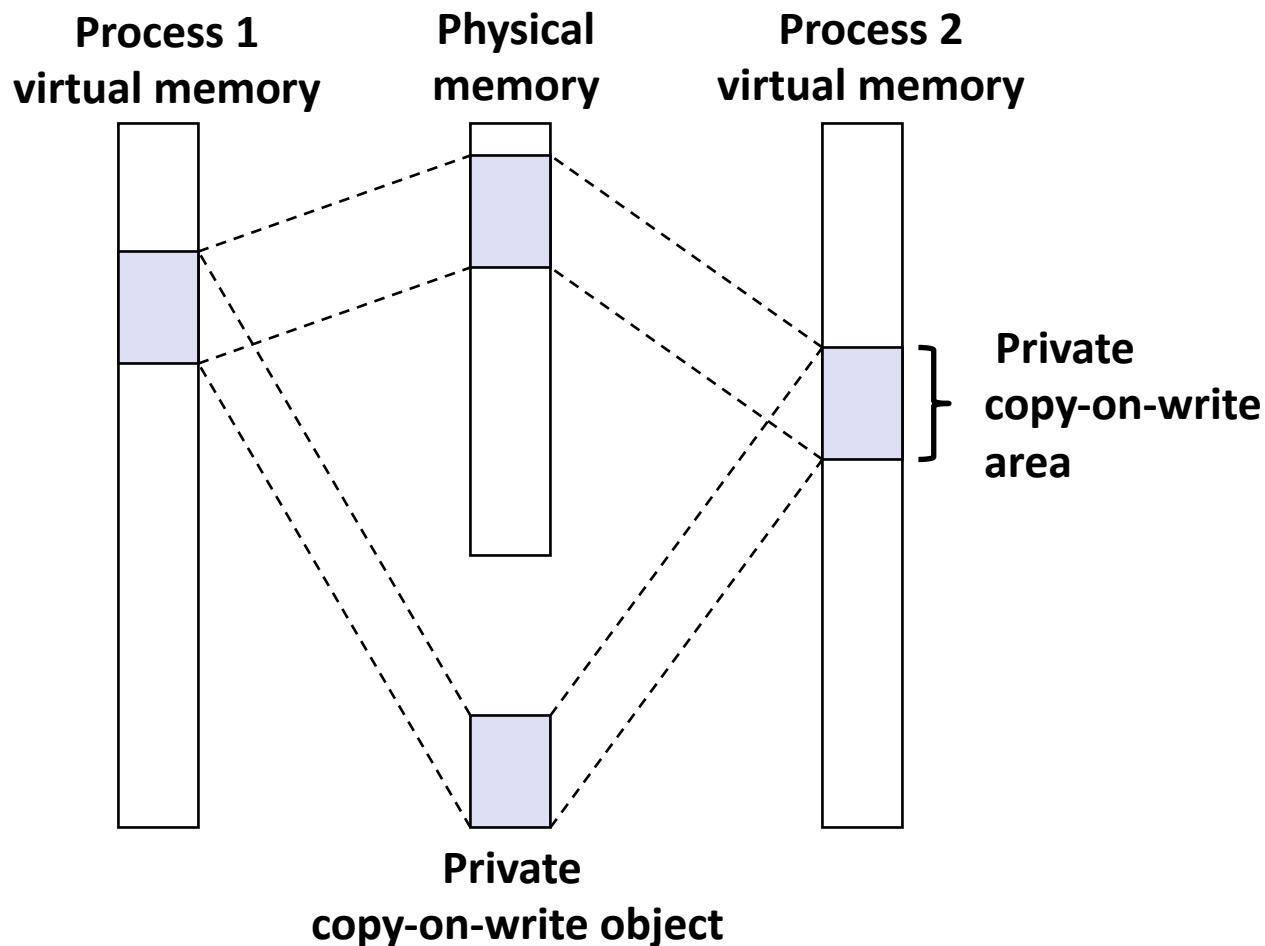 Process 1
virtual memory
Physical
memory
Process 2
virtual memory
Private
copy-on-write
area
Private
copy-on-write object